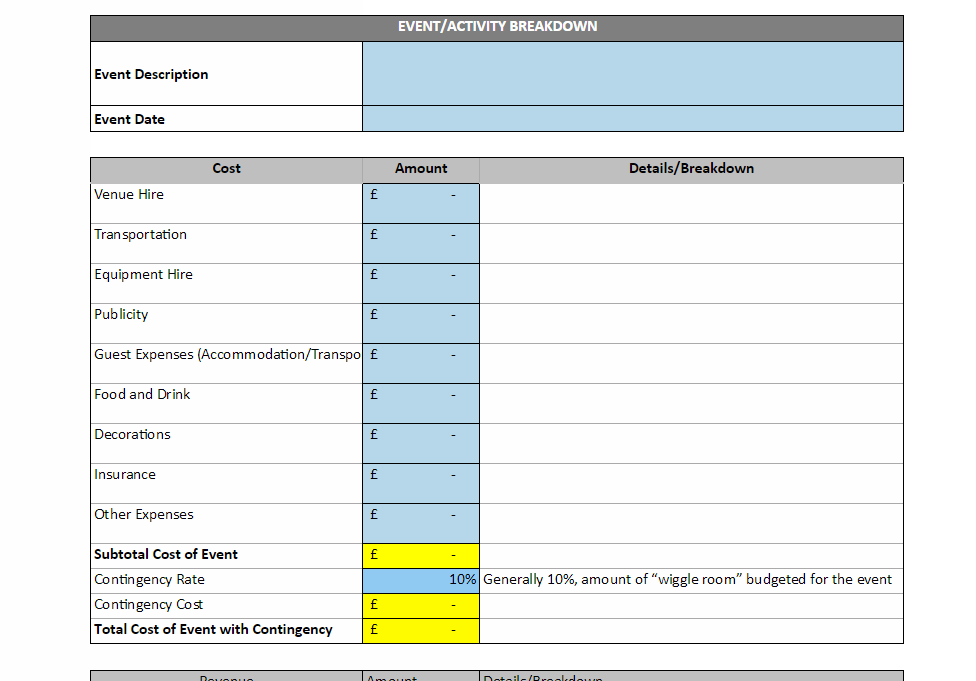 EVENT/ACTIVITY BREAKDOWN
Event Description
Event Date
Cost Amount Details/Breakdown
Venue Hire £ -
Transportation £ -
Equipment Hire £ -
Publicity £ -
Guest Expenses (Accommodation/Transpo £ -
Food and Drink £ -
Decorations £ -
Insurance £ -
Other Expenses £ -
Subtotal Cost of Event £ -
Contingency Rate 10% Generally 10%, amount of “wiggle room” budgeted for the event
Contingency Cost £ -
Total Cost of Event with Contingency £ -
Revenue Amount Details/Breakdown